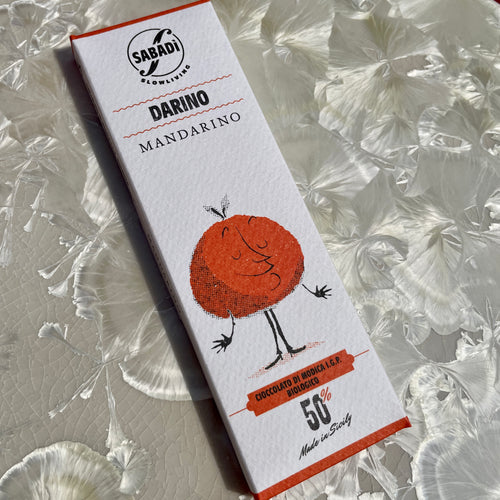 SABADÌ
SLOWLIVING
DARINO
MANDARINO
CIOCCOLATO DI MODICA I.G.P.
BIOLOGICO
50%
Made in Sicily